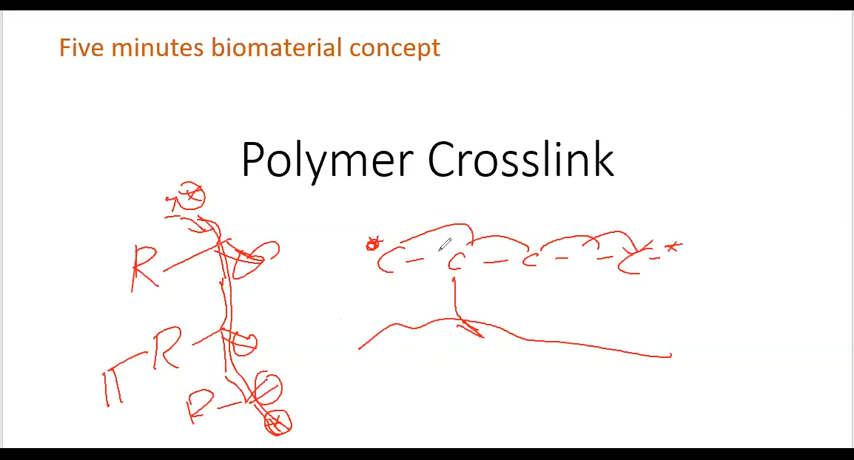 Five minutes biomaterial concept
Polymer Crosslink
*
R
* C - C - C - - C - *
R
R
*